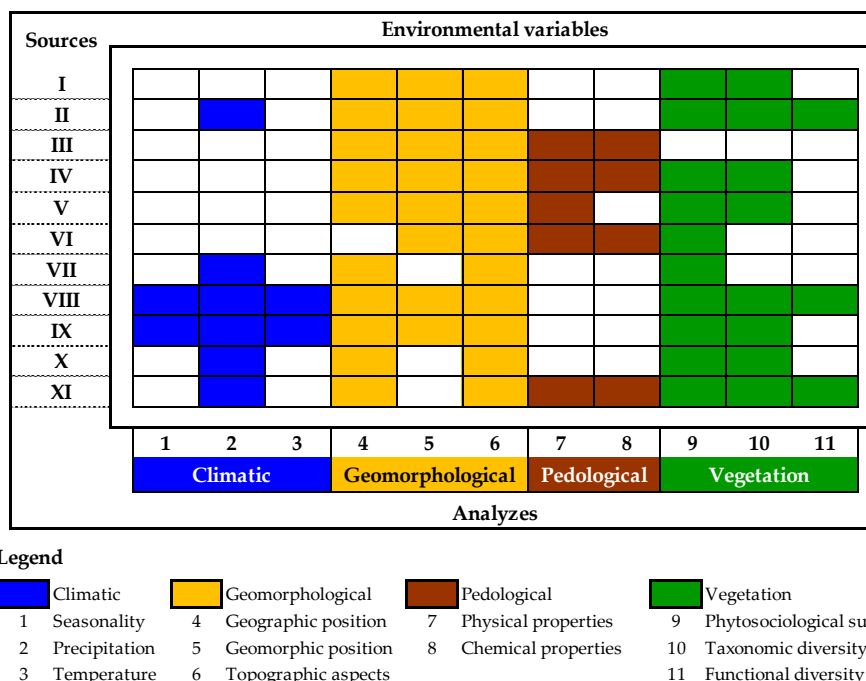 Sources
Environmental variables
I
II
III
IV
V
VI
VII
VIII
IX
X
XI
1 2 3 4 5 6 7 8 9 10 11
Climatic Geomorphological Pedological Vegetation
Analyzes
Legend
Climatic Geomorphological Pedological Vegetation
1 Seasonality 4 Geographic position 7 Physical properties 9 Phytosociological su
2 Precipitation 5 Geomorphic position 8 Chemical properties 10 Taxonomic diversity
3 Temperature 6 Topographic aspects 11 Functional diversity